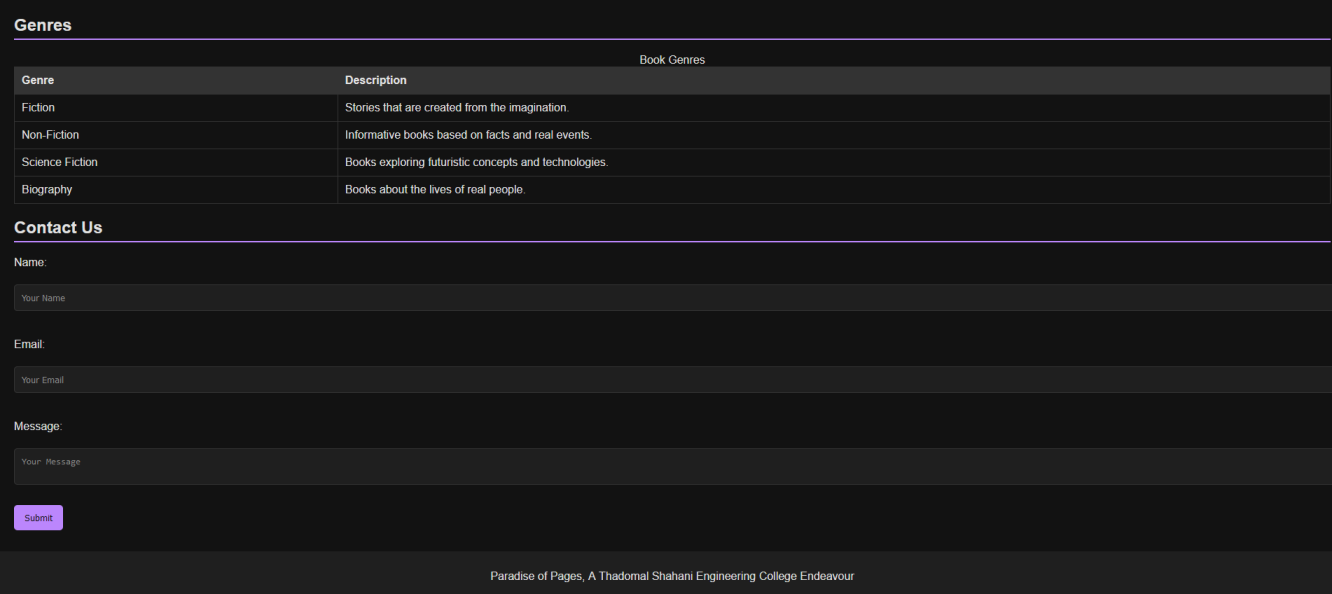 Genres
Book Genres
Genre Description
Fiction Stories that are created from the imagination.
Non-Fiction Informative books based on facts and real events.
Science Fiction Books exploring futuristic concepts and technologies.
Biography Books about the lives of real people.
Contact Us
Name:
Your Name
Email:
Your Email
Message:
Your Message
Submit
Paradise of Pages, A Thadomal Shahani Engineering College Endeavour